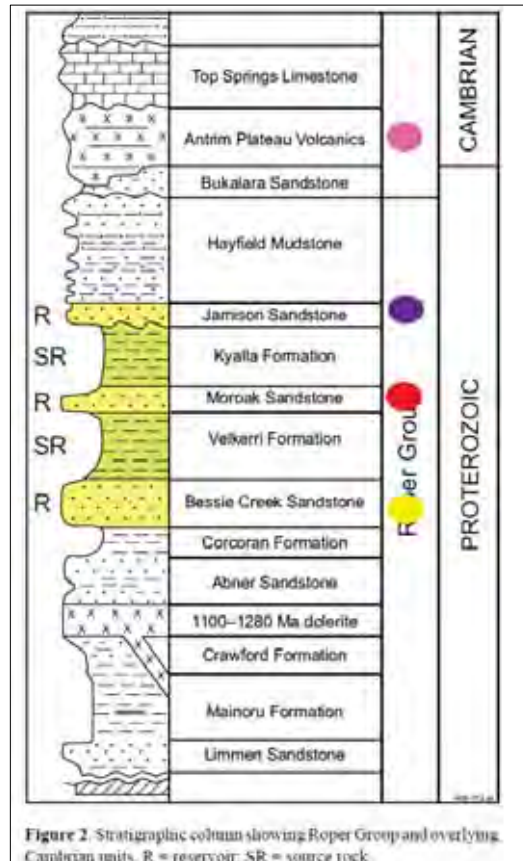 Top Springs Limestone
Antrim Plateau Volcanics
Bukalara Sandstone
Hayfield Mudstone
R
Jamison Sandstone
SR
Kyalla Formation
R
Moroak Sandstone
SR
Velkerri Formation
R
Bessie Creek Sandstone
Corcoran Formation
Abner Sandstone
1100–1280 Ma dolerite
Crawford Formation
Mainoru Formation
Limmen Sandstone
Roper Group
CAMBRIAN
PROTEROZOIC
Figure 2. Stratigraphic column showing Roper Group and overlying
Cambrian units. R = reservoir, SR = source rock